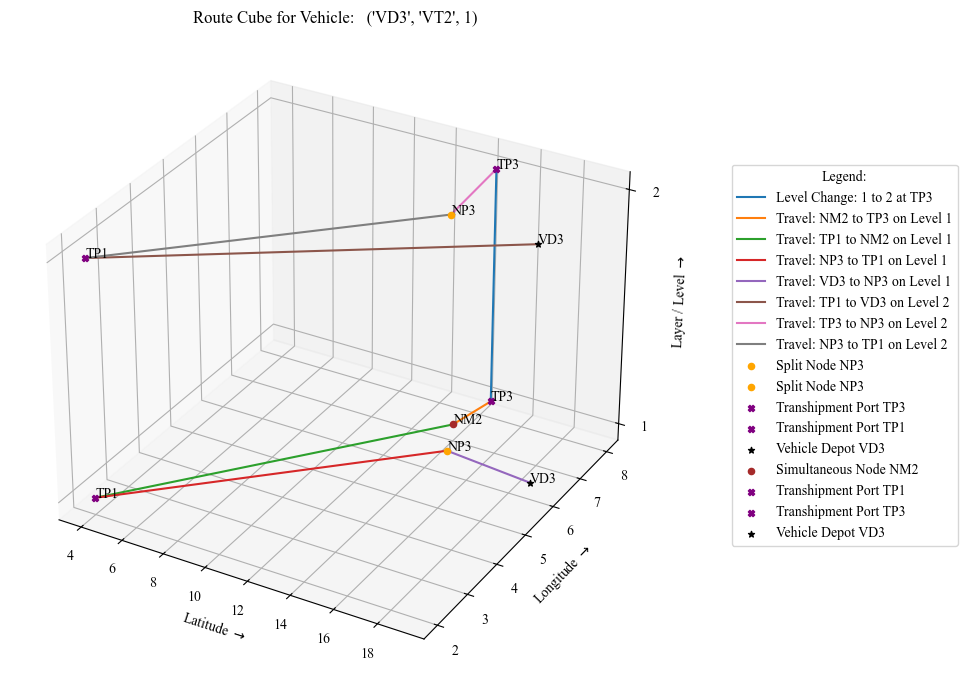 Route Cube for Vehicle:   ('VD3', 'VT2', 1)
TP3
NP3
VD3
TP1
TP3
NM2
NP3
VD3
TP1
2
1
Layer / Level →
4
6
8
10
12
14
16
18
Latitude →
2
3
4
5
6
7
8
Longitude →
Legend:
Level Change: 1 to 2 at TP3
Travel: NM2 to TP3 on Level 1
Travel: TP1 to NM2 on Level 1
Travel: NP3 to TP1 on Level 1
Travel: VD3 to NP3 on Level 1
Travel: TP1 to VD3 on Level 2
Travel: TP3 to NP3 on Level 2
Travel: NP3 to TP1 on Level 2
Split Node NP3
Split Node NP3
Transhipment Port TP3
Transhipment Port TP1
Vehicle Depot VD3
Simultaneous Node NM2
Transhipment Port TP1
Transhipment Port TP3
Vehicle Depot VD3